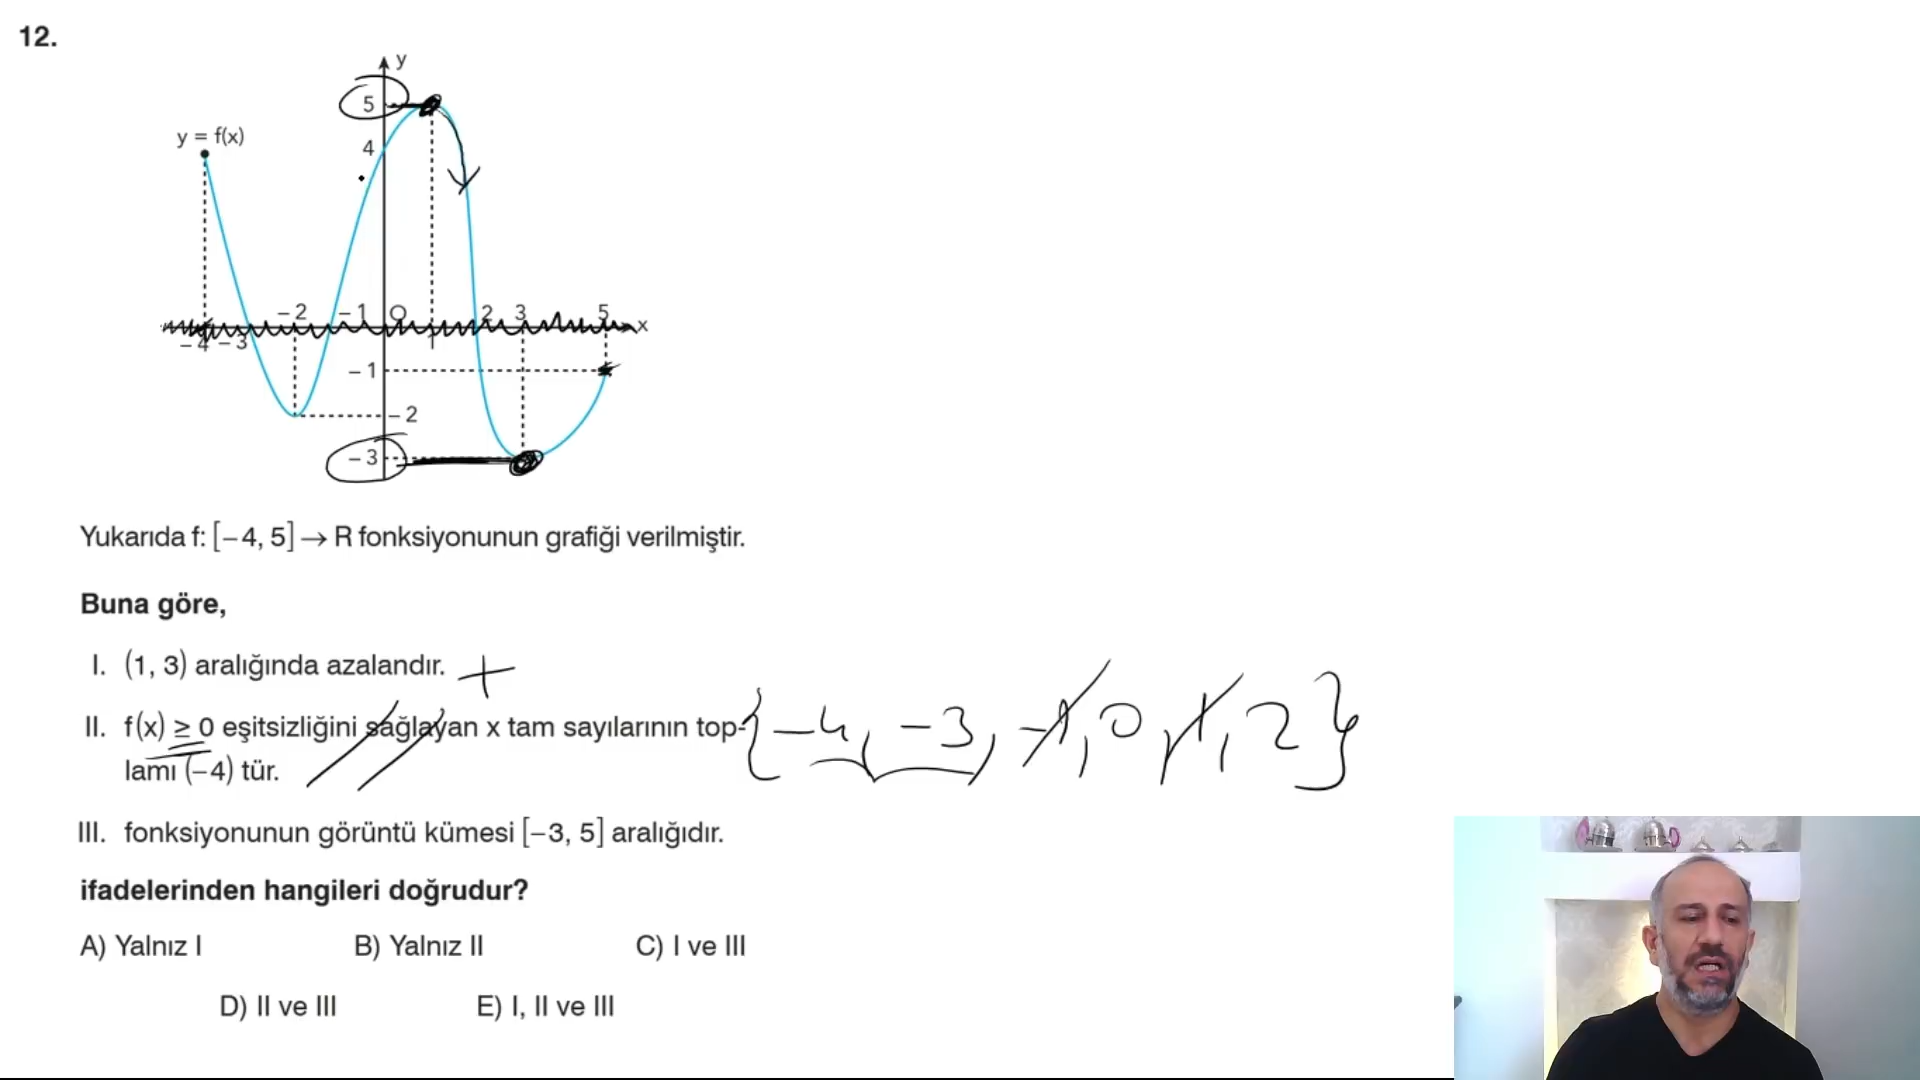 12.
y
5
y = f(x)
4
-2 -1 O 2 3 5 x
-4 -3 1
-1
-2
-3
Yukarıda f: [-4, 5] → R fonksiyonunun grafiği verilmiştir.
Buna göre,
I. (1, 3) aralığında azalandır. +
II. f(x) ≥ 0 eşitsizliğini sağlayan x tam sayılarının top- {-4, -3, -1, 0, 1, 2}
lamı (-4) tür.
III. fonksiyonunun görüntü kümesi [-3, 5] aralığıdır.
ifadelerinden hangileri doğrudur?
A) Yalnız I B) Yalnız II C) I ve III
D) II ve III E) I, II ve III